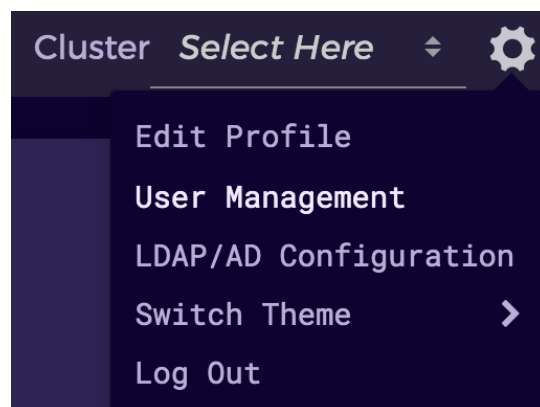 Cluster Select Here
Edit Profile
User Management
LDAP/AD Configuration
Switch Theme
Log Out